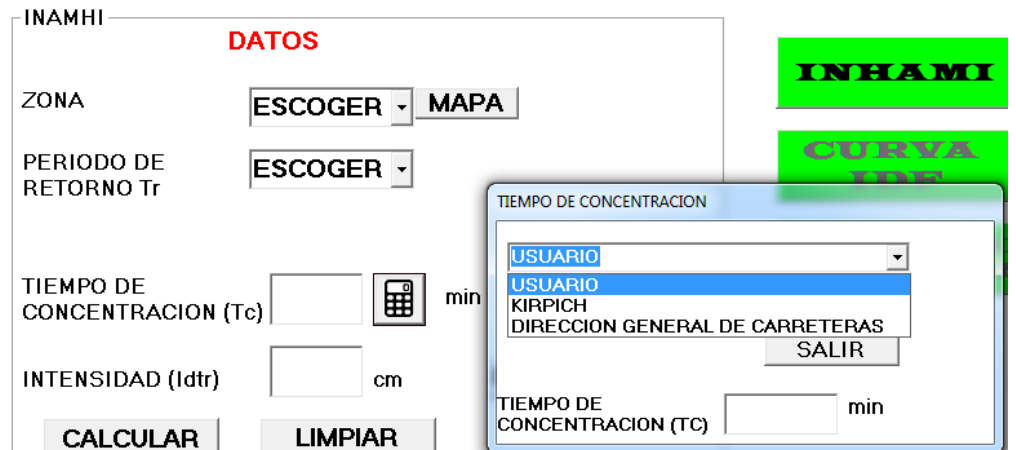 INAMHI
DATOS
ZONA
ESCOGER
MAPA
PERIODO DE
RETORNO Tr
ESCOGER
TIEMPO DE
CONCENTRACION (Tc)
min
INTENSIDAD (Idtr)
cm
CALCULAR
LIMPIAR
INHAMI
CURVA
IDF
TIEMPO DE CONCENTRACION
USUARIO
USUARIO
KIRPICH
DIRECCION GENERAL DE CARRETERAS
SALIR
TIEMPO DE
CONCENTRACION (TC)
min